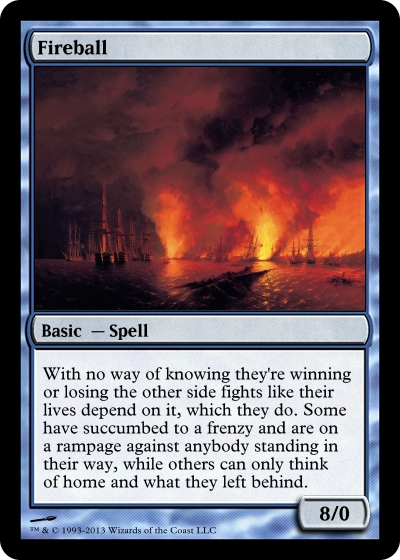 Fireball
Basic — Spell
With no way of knowing they're winning
or losing the other side fights like their
lives depend on it, which they do. Some
have succumbed to a frenzy and are on
a rampage against anybody standing in
their way, while others can only think
of home and what they left behind.
8/0
™ & © 1993-2013 Wizards of the Coast LLC